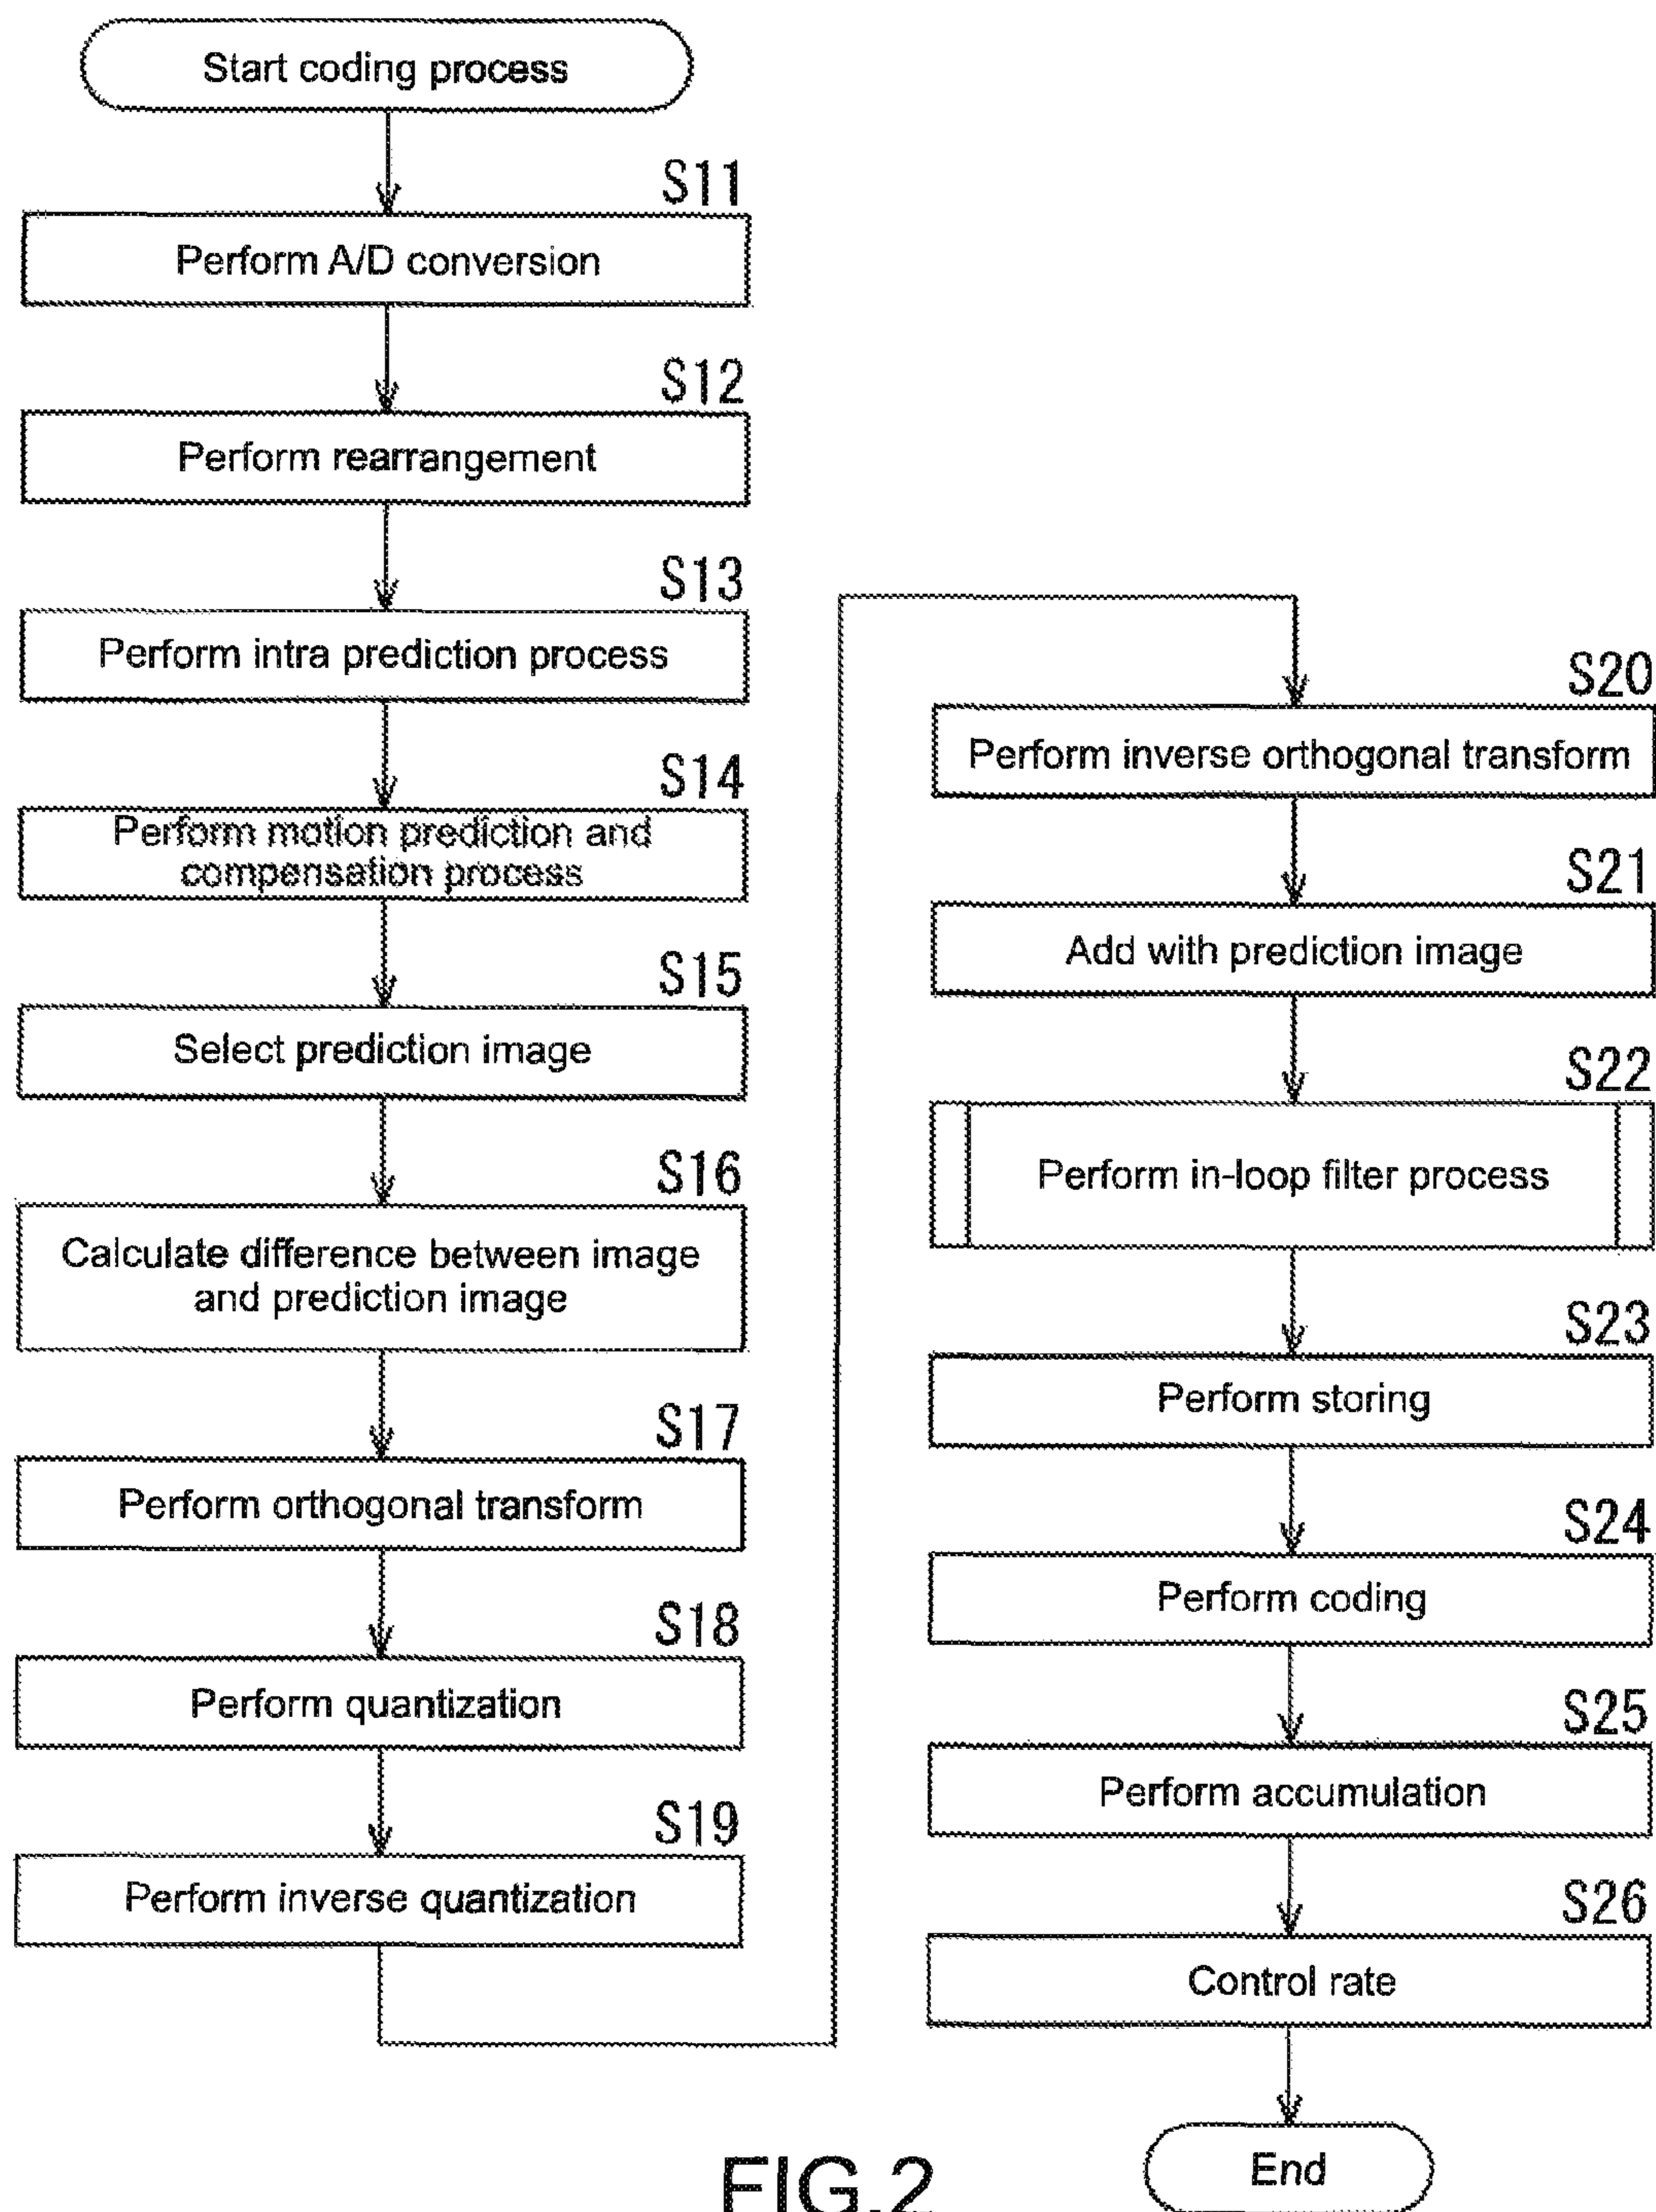 Start coding process
S11
Perform A/D conversion
S12
Perform rearrangement
S13
Perform intra prediction process
S14
Perform motion prediction and
compensation process
S15
Select prediction image
S16
Calculate difference between image
and prediction image
S17
Perform orthogonal transform
S18
Perform quantization
S19
Perform inverse quantization
S20
Perform inverse orthogonal transform
S21
Add with prediction image
S22
Perform in-loop filter process
S23
Perform storing
S24
Perform coding
S25
Perform accumulation
S26
Control rate
End
FIG.2